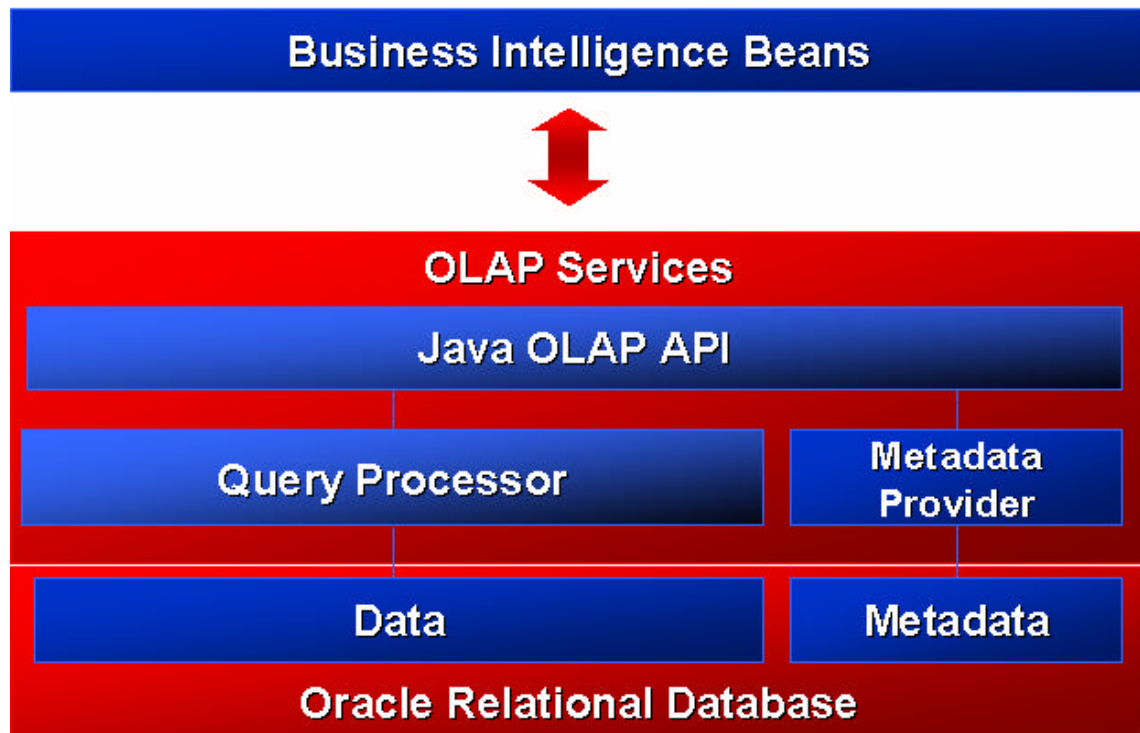 Business Intelligence Beans
OLAP Services
Java OLAP API
Query Processor
Metadata
Provider
Data
Metadata
Oracle Relational Database